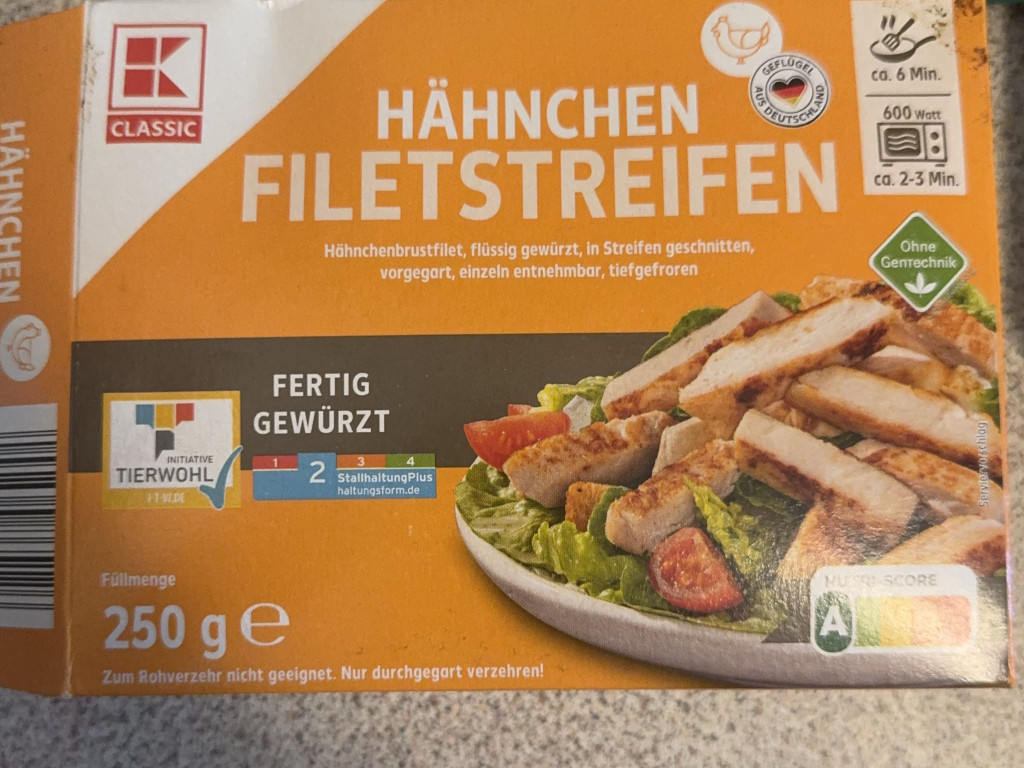 CLASSIC
HÄHNCHEN
FILETSTREIFEN
Hähnchenbrustfilet, flüssig gewürzt, in Streifen geschnitten,
vorgegart, einzeln entnehmbar, tiefgefroren
GEFLÜGEL
AUS DEUTSCHLAND
ca. 6 Min.
600 Watt
ca. 2-3 Min.
Ohne
GenTechnik
HÄHNCHEN
FERTIG
GEWÜRZT
INITIATIVE
TIERWOHL
1 2 3 4
StallhaltungPlus
haltungsform.de
Serviervorschlag
NUTRI-SCORE
A
Füllmenge
250 g e
Zum Rohverzehr nicht geeignet. Nur durchgegart verzehren!